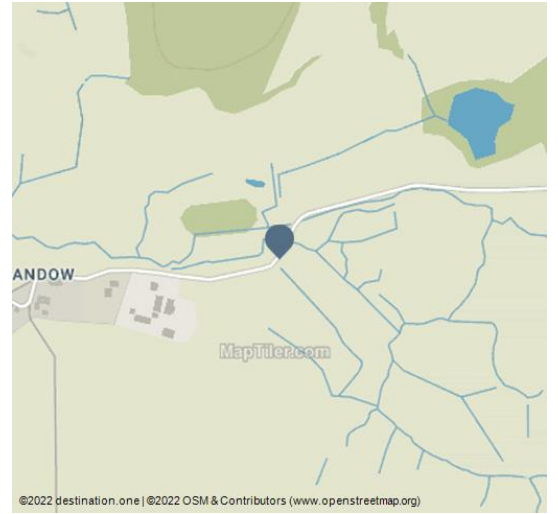 ANDOW
MapTiler.com
©2022 destination.one | ©2022 OSM & Contributors (www.openstreetmap.org)